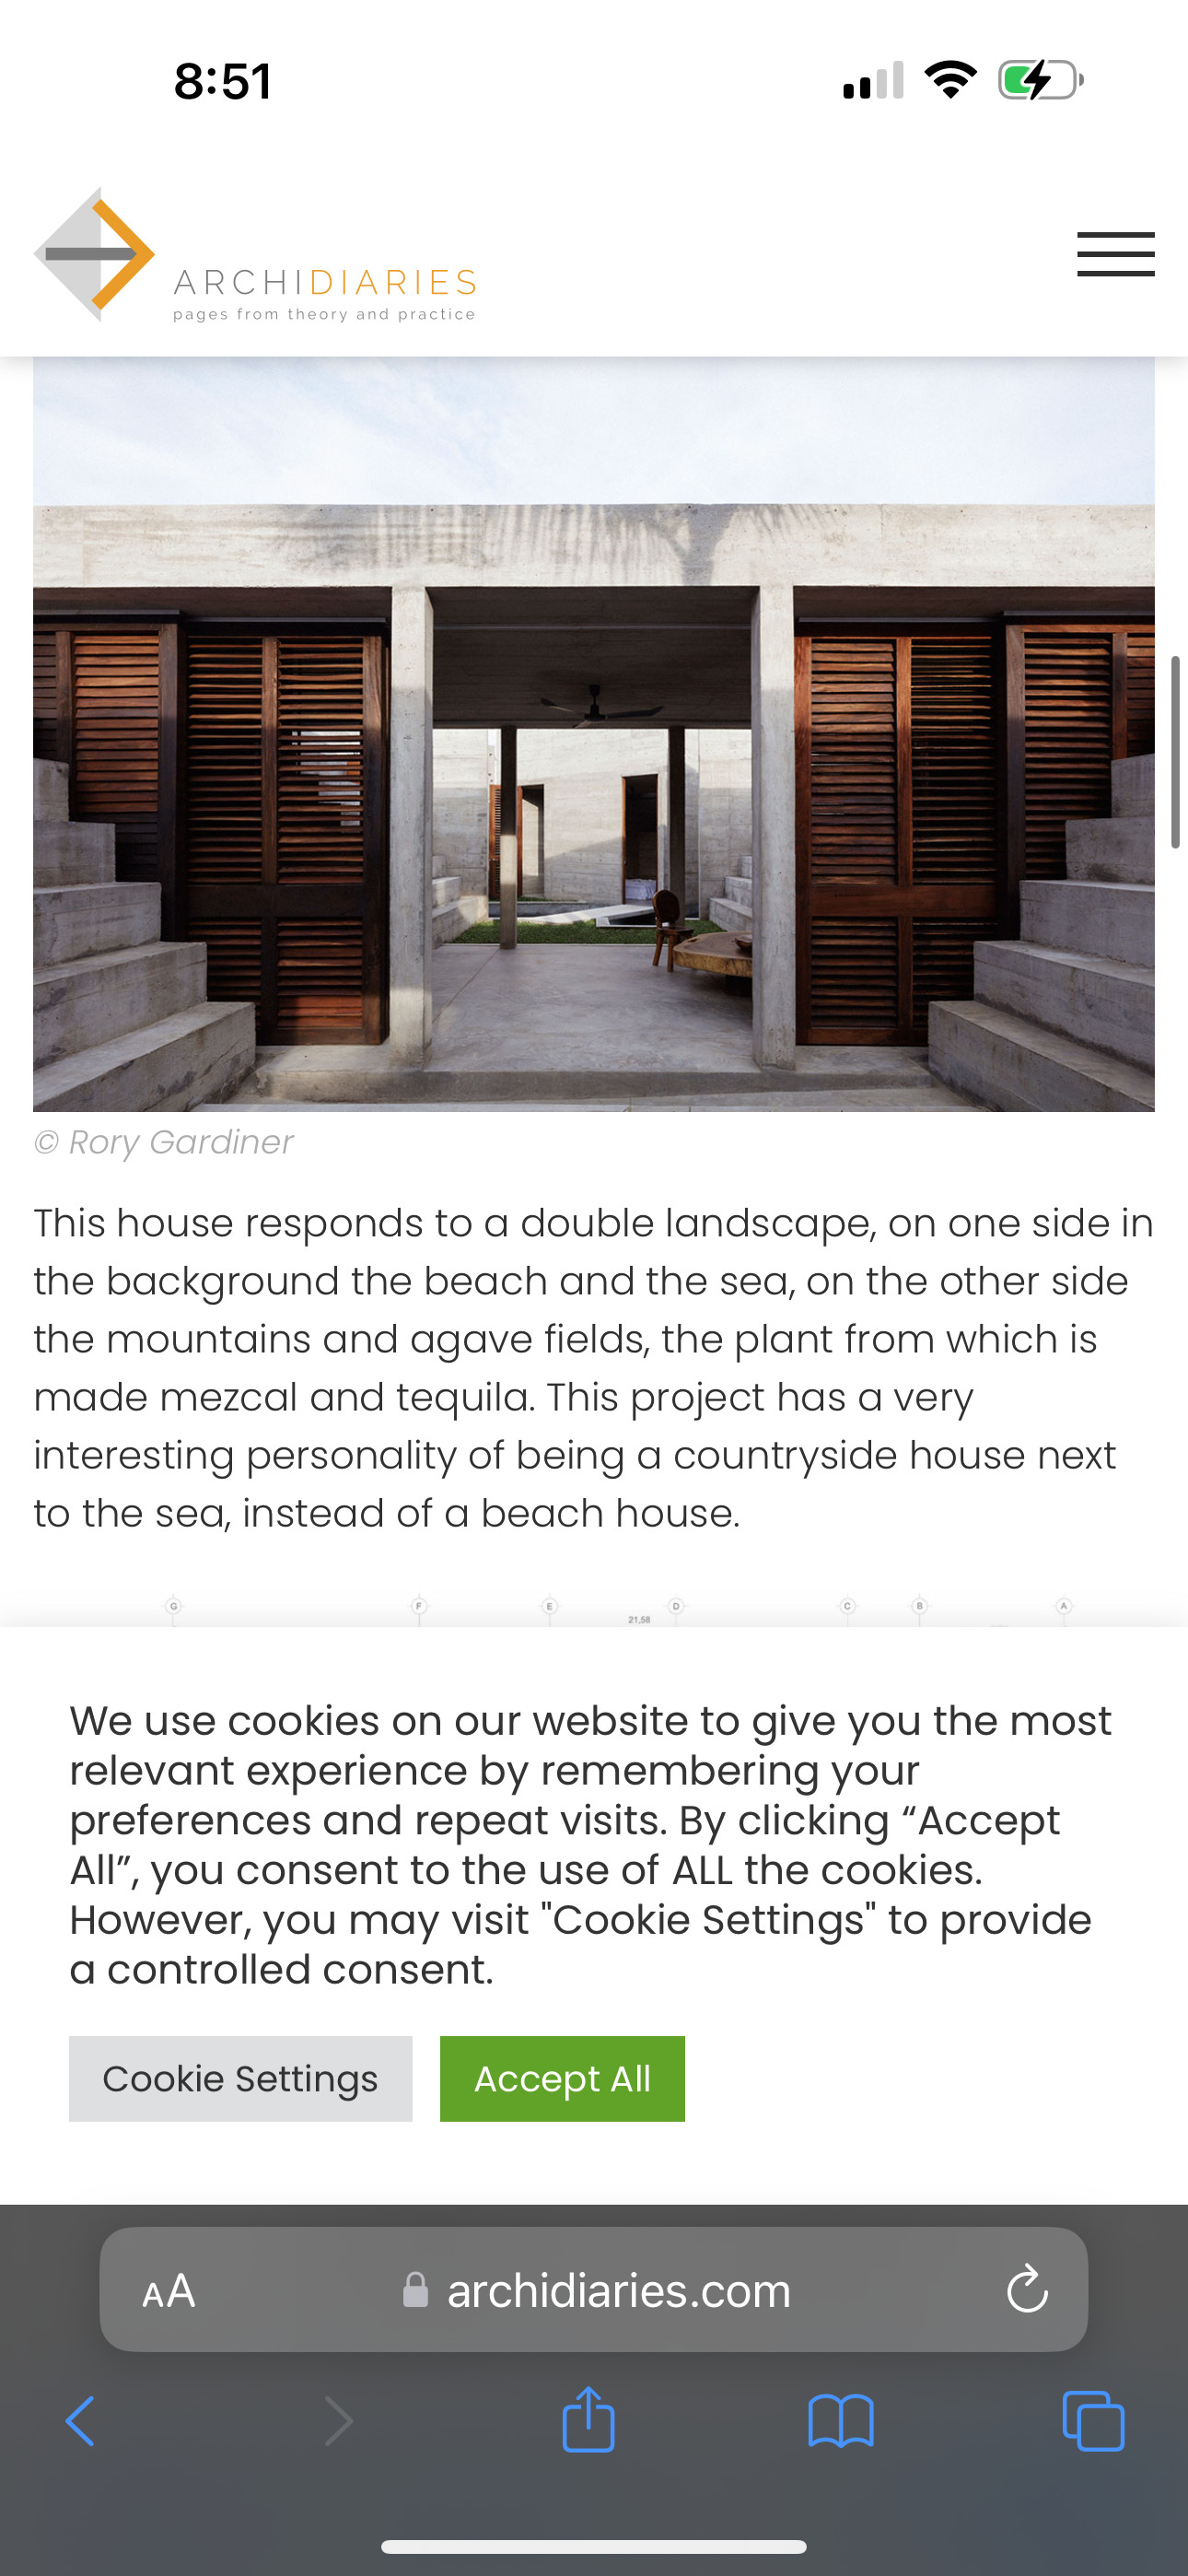 8:51
ARCHIDIARIES
pages from theory and practice
© Rory Gardiner
This house responds to a double landscape, on one side in
the background the beach and the sea, on the other side
the mountains and agave fields, the plant from which is
made mezcal and tequila. This project has a very
interesting personality of being a countryside house next
to the sea, instead of a beach house.
G F E D C B A
21,58
We use cookies on our website to give you the most
relevant experience by remembering your
preferences and repeat visits. By clicking “Accept
All”, you consent to the use of ALL the cookies.
However, you may visit "Cookie Settings" to provide
a controlled consent.
Cookie Settings Accept All
AA archidiaries.com